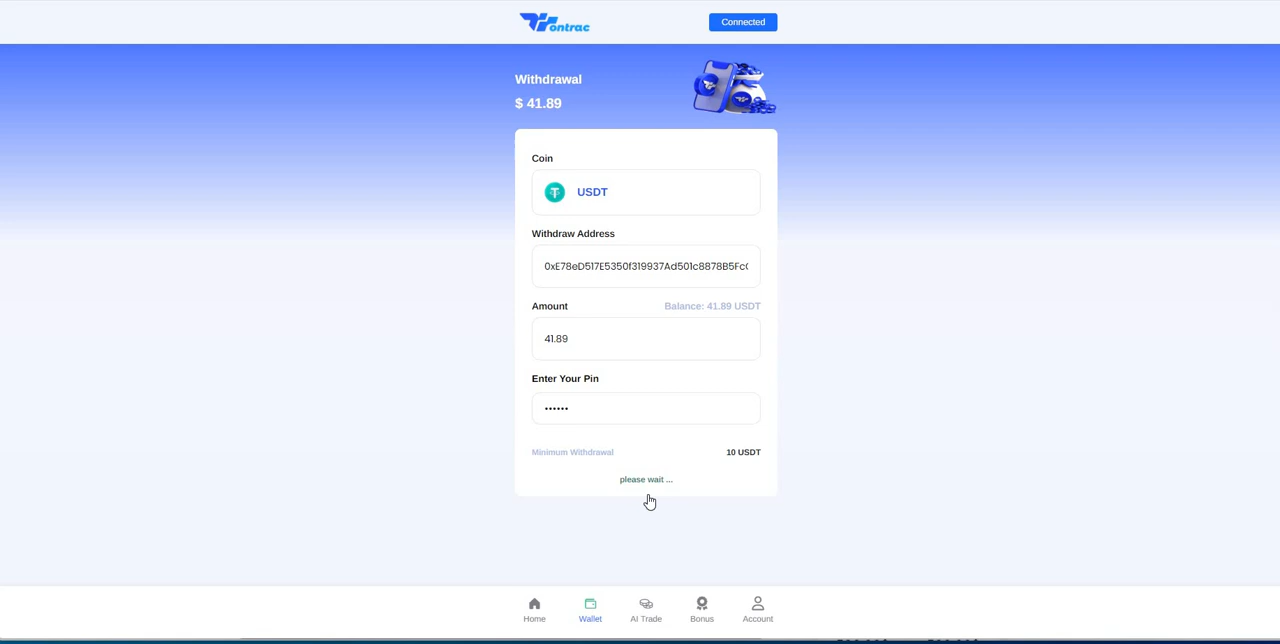 Tontrac
Connected
Withdrawal
$ 41.89
Coin
USDT
Withdraw Address
0xE78eD517E5350f319937Ad501c8878B5Fc
Amount
Balance: 41.89 USDT
41.89
Enter Your Pin
••••••
Minimum Withdrawal
10 USDT
please wait ...
Home
Wallet
AI Trade
Bonus
Account